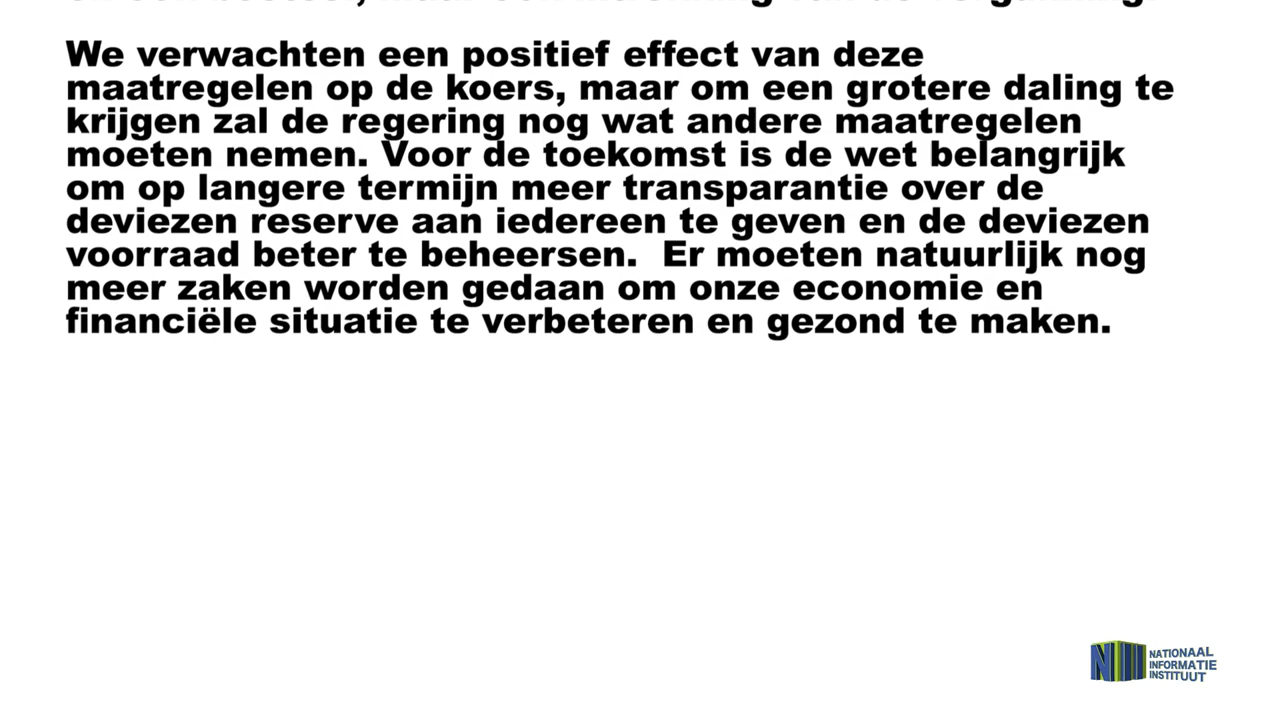 We verwachten een positief effect van deze
maatregelen op de koers, maar om een grotere daling te
krijgen zal de regering nog wat andere maatregelen
moeten nemen. Voor de toekomst is de wet belangrijk
om op langere termijn meer transparantie over de
deviezen reserve aan iedereen te geven en de deviezen
voorraad beter te beheersen.  Er moeten natuurlijk nog
meer zaken worden gedaan om onze economie en
financiële situatie te verbeteren en gezond te maken.
NII
NATIONAAL
INFORMATIE
INSTITUUT